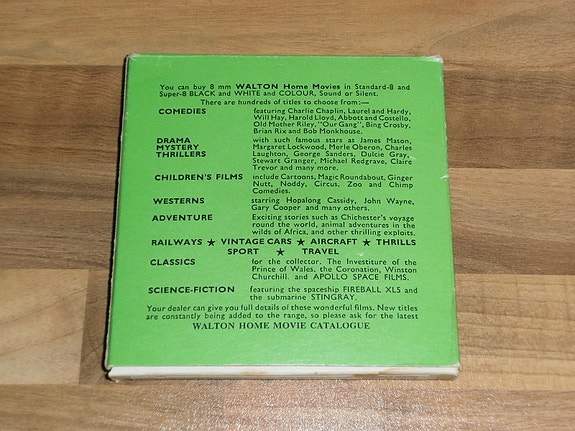 You can buy 8 mm WALTON Home Movies in Standard-8 and
Super-8 BLACK and WHITE and COLOUR, Sound or Silent.
There are hundreds of titles to choose from:—
COMEDIES featuring Charlie Chaplin, Laurel and Hardy,
Will Hay, Harold Lloyd, Abbott and Costello,
Old Mother Riley, "Our Gang", Bing Crosby,
Brian Rix and Bob Monkhouse.
DRAMA with such famous stars as James Mason,
MYSTERY Margaret Lockwood, Merle Oberon, Charles
THRILLERS Laughton, George Sanders, Dulcie Gray,
Stewart Granger, Michael Redgrave, Claire
Trevor and many more.
CHILDREN'S FILMS include Cartoons, Magic Roundabout, Ginger
Nutt, Noddy, Circus, Zoo and Chimp
Comedies.
WESTERNS starring Hopalong Cassidy, John Wayne,
Gary Cooper and many others.
ADVENTURE Exciting stories such as Chichester's voyage
round the world, animal adventures in the
wilds of Africa, and other thrilling exploits.
RAILWAYS ★ VINTAGE CARS ★ AIRCRAFT ★ THRILLS
SPORT ★ TRAVEL
CLASSICS for the collector. The Investiture of the
Prince of Wales, the Coronation, Winston
Churchill, and APOLLO SPACE FILMS.
SCIENCE-FICTION featuring the spaceship FIREBALL XL5 and
the submarine STINGRAY.
Your dealer can give you full details of these wonderful films. New titles
are constantly being added to the range, so please ask for the latest
WALTON HOME MOVIE CATALOGUE